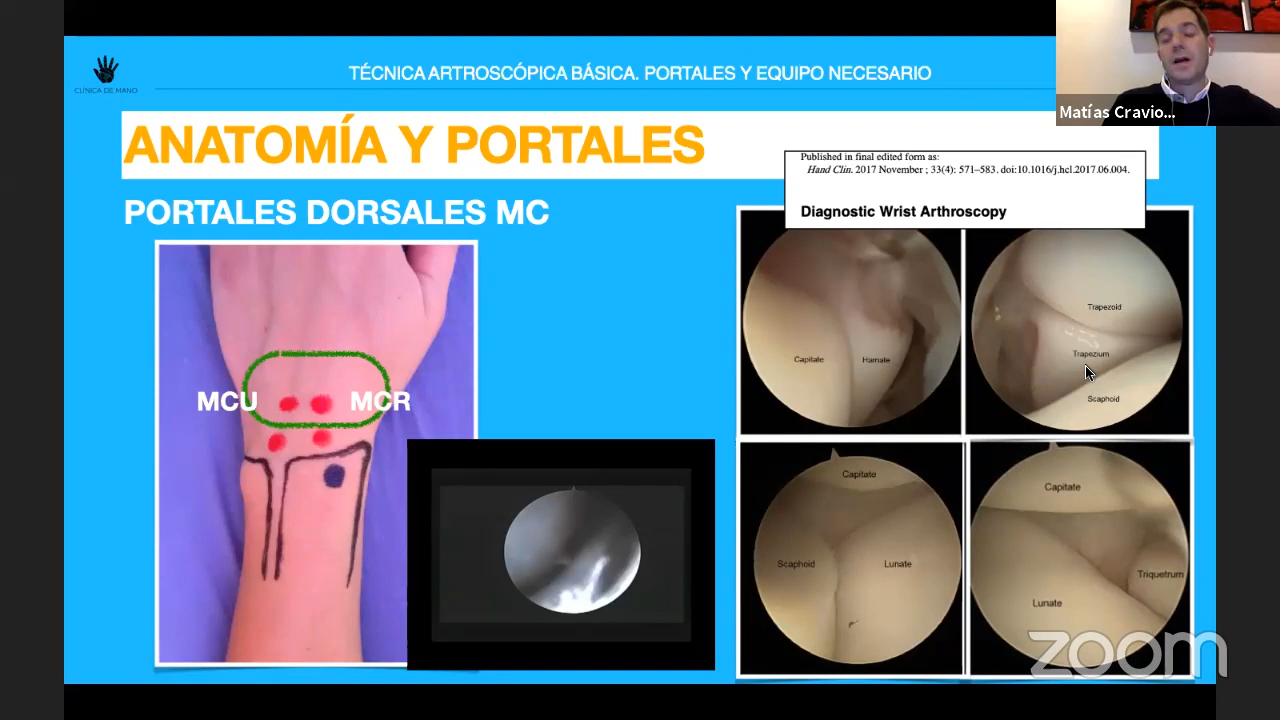 CLÍNICA DE MANO
TÉCNICA ARTROSCÓPICA BÁSICA. PORTALES Y EQUIPO NECESARIO
Matías Cravio...
ANATOMÍA Y PORTALES
PORTALES DORSALES MC
Published in final edited form as:
Hand Clin. 2017 November ; 33(4): 571–583. doi:10.1016/j.hcl.2017.06.004.
Diagnostic Wrist Arthroscopy
MCU
MCR
Capitate
Hamate
Trapezoid
Trapezium
Scaphoid
Capitate
Scaphoid
Lunate
Capitate
Triquetrum
Lunate
zoom